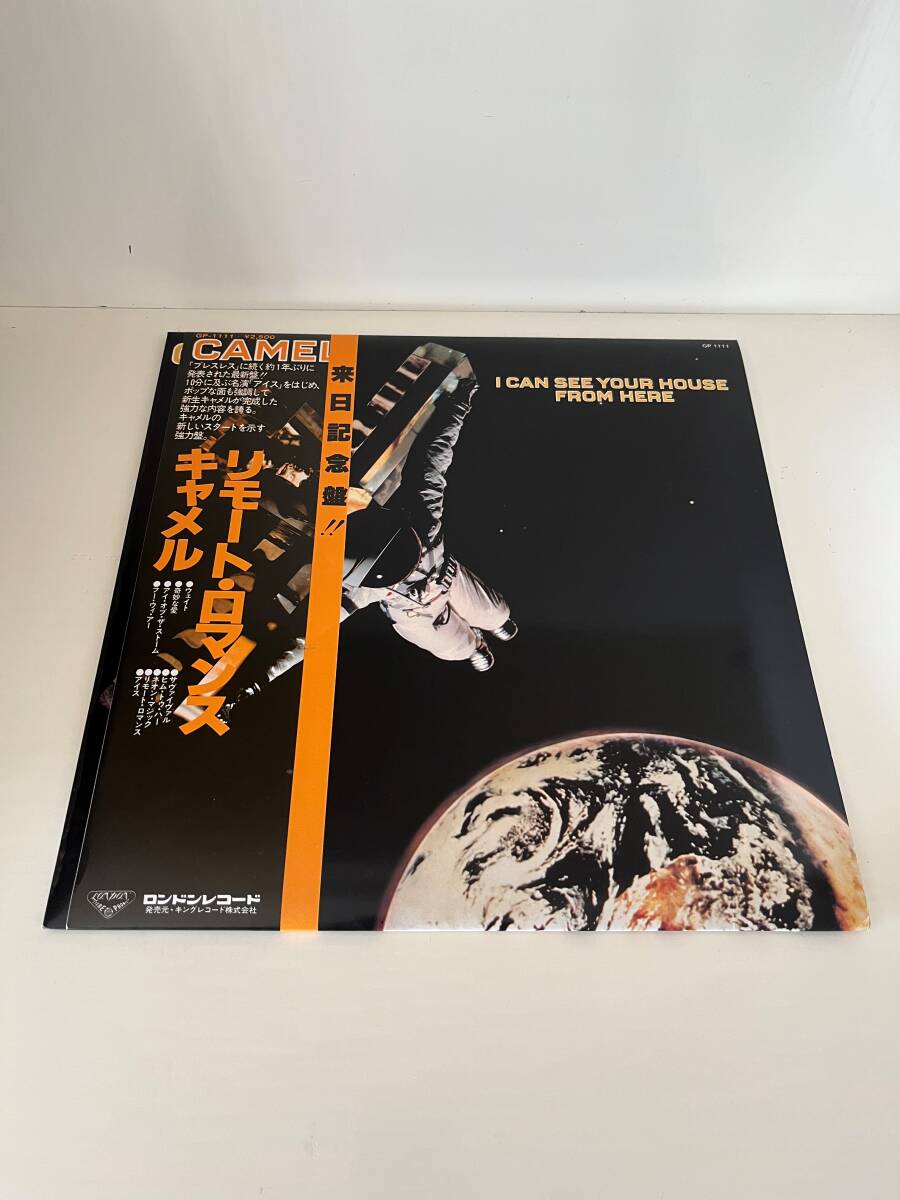 GP-1111 ¥2,500
CAMEL
「ブレスレス」に続く約1年ぶりに
発表された最新盤!!
10分に及ぶ名演「アイス」をはじめ、
ポップな面も強調して
新生キャメルが完成した
強力な内容を誇る。
キャメルの
新しいスタートを示す
強力盤。
リモート・ロマンス
キャメル
●ウェイト
●奇妙な愛
●アイ・オブ・ザ・ストーム
●フー・ウィ・アー
●サヴァイヴァル
●ヒム・トゥ・ハー
●ネオン・マジック
●リモート・ロマンス
●アイス
来日記念盤!!
GP 1111
I CAN SEE YOUR HOUSE
FROM HERE
LONDON
ロンドンレコード
発売元・キングレコード株式会社